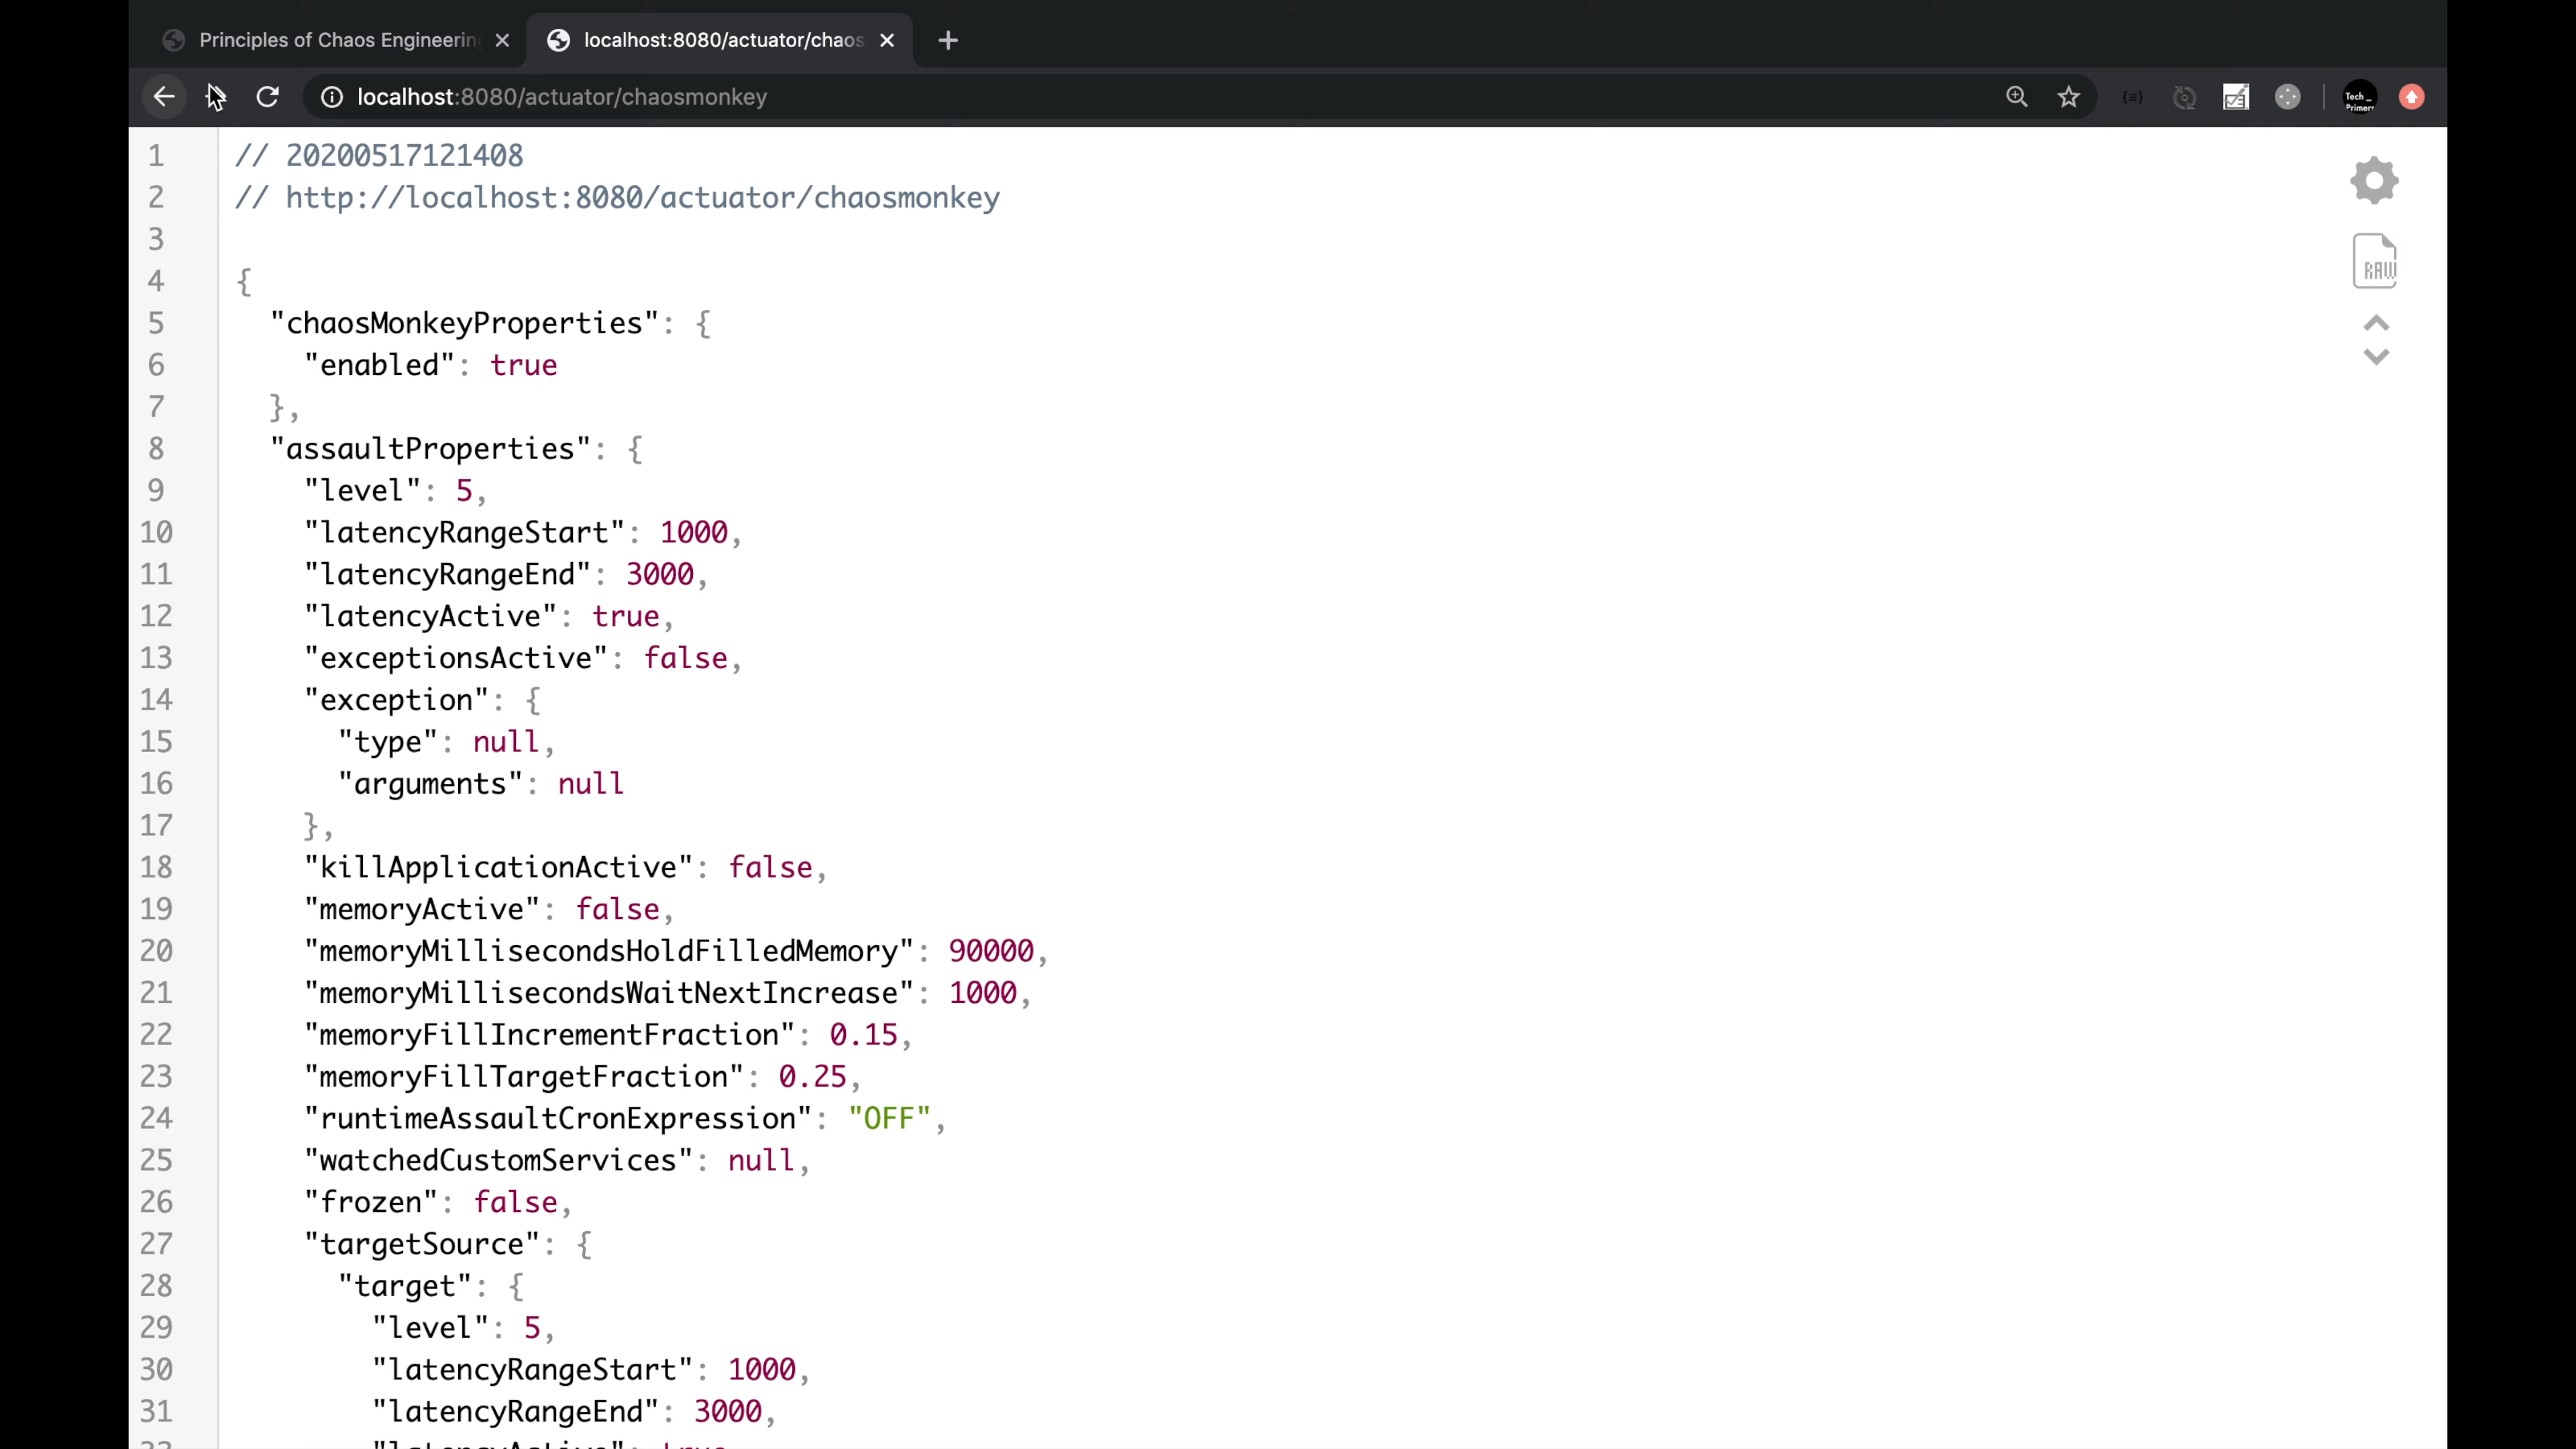 Principles of Chaos Engineering
localhost:8080/actuator/chaos
localhost:8080/actuator/chaosmonkey
Tech_
Primers
1 // 20200517121408
2 // http://localhost:8080/actuator/chaosmonkey
3
4 {
5 "chaosMonkeyProperties": {
6 "enabled": true
7 },
8 "assaultProperties": {
9 "level": 5,
10 "latencyRangeStart": 1000,
11 "latencyRangeEnd": 3000,
12 "latencyActive": true,
13 "exceptionsActive": false,
14 "exception": {
15 "type": null,
16 "arguments": null
17 },
18 "killApplicationActive": false,
19 "memoryActive": false,
20 "memoryMillisecondsHoldFilledMemory": 90000,
21 "memoryMillisecondsWaitNextIncrease": 1000,
22 "memoryFillIncrementFraction": 0.15,
23 "memoryFillTargetFraction": 0.25,
24 "runtimeAssaultCronExpression": "OFF",
25 "watchedCustomServices": null,
26 "frozen": false,
27 "targetSource": {
28 "target": {
29 "level": 5,
30 "latencyRangeStart": 1000,
31 "latencyRangeEnd": 3000,
RAW